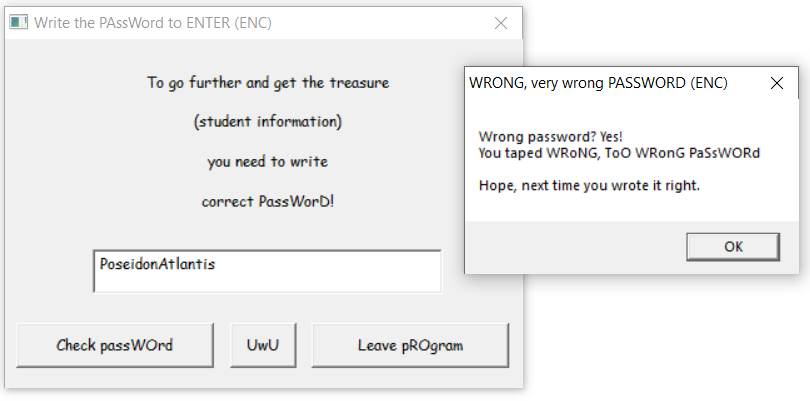 Write the PAssWord to ENTER (ENC)
To go further and get the treasure
(student information)
you need to write
correct PassWorD!
PoseidonAtlantis
Check passWOrd
UwU
Leave pROgram
WRONG, very wrong PASSWORD (ENC)
Wrong password? Yes!
You taped WRoNG, ToO WRonG PaSsWORd
Hope, next time you wrote it right.
OK